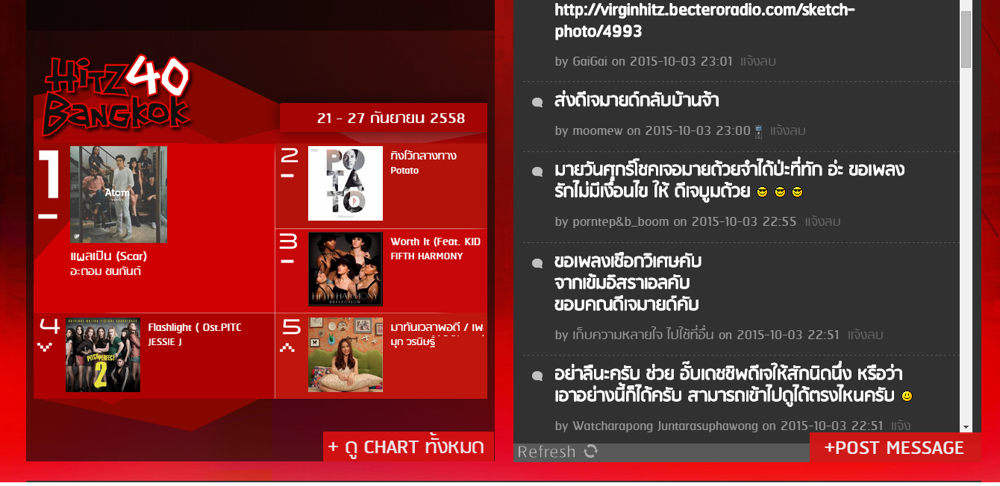 HiTZ 40
BANGKOK
21 - 27 กันยายน 2558
1
Atom
แผลเป็น (Scar)
อะตอม ชนกันต์
2
PO
TA
TO
ทิ้งไว้กลางทาง
Potato
3
FIFTH HARMONY
REFLECTION
Worth It (Feat. KID
FIFTH HARMONY
4
ORIGINAL MOTION PICTURE SOUNDTRACK
PITCH PERFECT
2
Flashlight ( Ost.PITC
JESSIE J
5
มาทันเวลาพอดี / เพ
มุก วรนิษฐ์
+ ดู CHART ทั้งหมด
http://virginhitz.becteroradio.com/sketch-
photo/4993
by GaiGai on 2015-10-03 23:01 แจ้งลบ
ส่งดีเจมายด์กลับบ้านจ้า
by moomew on 2015-10-03 23:00 แจ้งลบ
มายวันศุกร์โชคเจอมายด้วยจำได้ป่ะที่ทัก อ่ะ ขอเพลง
รักไม่มีเงื่อนไข ให้ ดีเจบูมด้วย
by porntep&b_boom on 2015-10-03 22:55 แจ้งลบ
ขอเพลงเชือกวิเศษคับ
จากเข้มอิสราเอลคับ
ขอบคณดีเจมายด์คับ
by เก็บความหลายใจ ไปใช้ที่อื่น on 2015-10-03 22:51 แจ้งลบ
อย่าลืนะครับ ช่วย อั๊บเดชชิพดีเจให้สักนิดนึ่ง หรือว่า
เอาอย่างนี้ก็ได้ครับ สามารถเข้าไปดูได้ตรงไหนครับ
by Watcharapong Juntarasuphawong on 2015-10-03 22:51 แจ้ง
Refresh
+POST MESSAGE